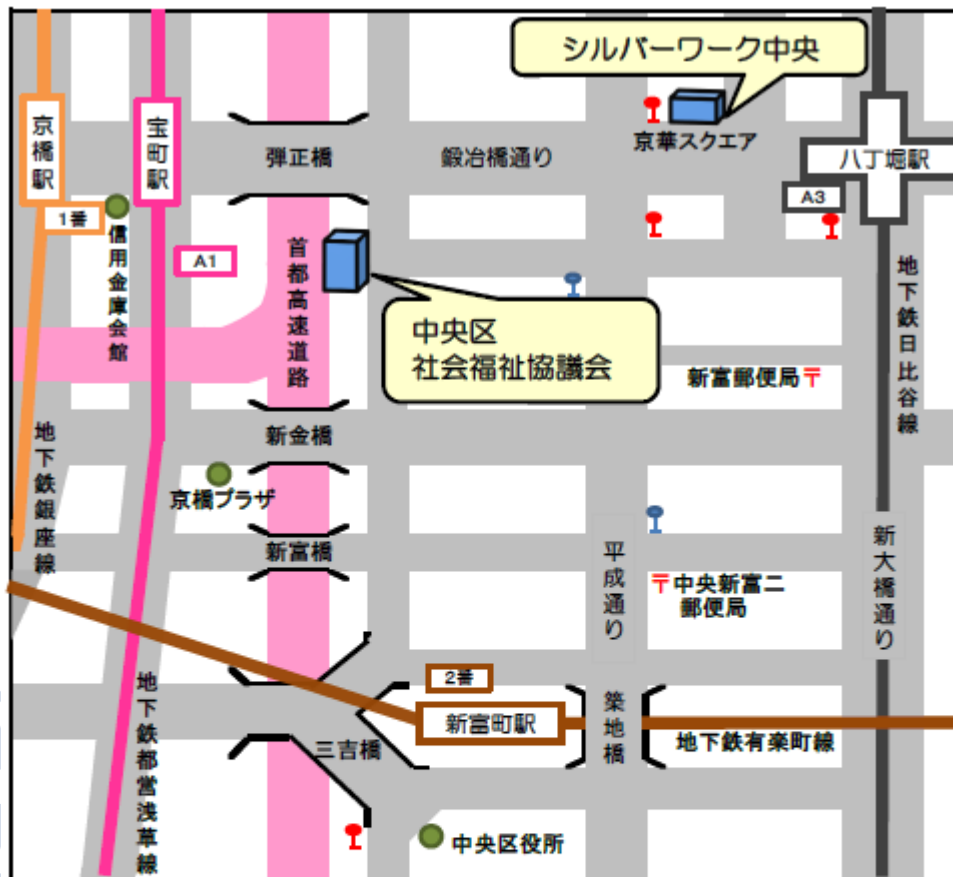 シルバーワーク中央
京橋駅
宝町駅
弾正橋
鍛冶橋通り
京華スクエア
八丁堀駅
1番
A3
信用金庫会館
A1
首都高速道路
地下鉄日比谷線
中央区
社会福祉協議会
新富郵便局〒
地下鉄銀座線
新金橋
京橋プラザ
新富橋
平成通り
新大橋通り
〒中央新富二
郵便局
2番
地下鉄都営浅草線
新富町駅
築地橋
地下鉄有楽町線
三吉橋
中央区役所